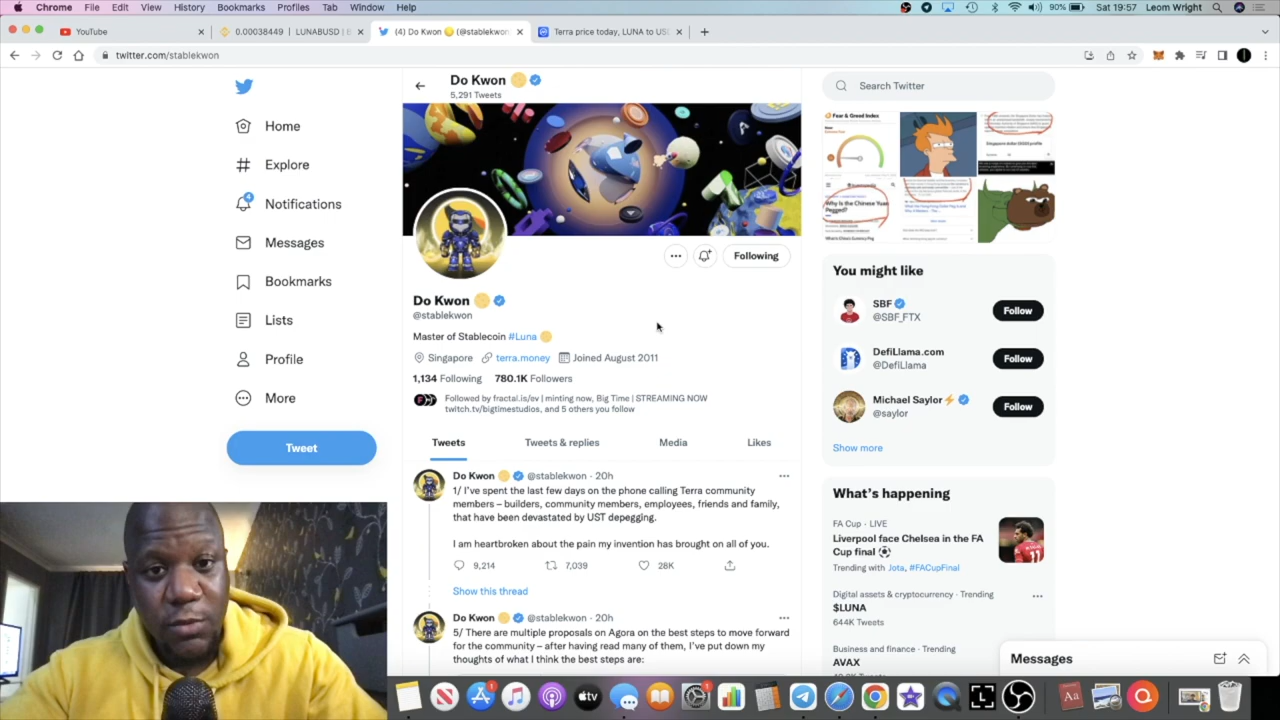 Chrome File Edit View History Bookmarks Profiles Tab Window Help
90% Sat 19:57 Leom Wright
YouTube
0.00038449 | LUNABUSD | B
(4) Do Kwon (@stablekwon
Terra price today, LUNA to US
twitter.com/stablekwon
Do Kwon
5,291 Tweets
Search Twitter
Home
Notifications
Messages
Bookmarks
Lists
Profile
More
Tweet
Fear & Greed Index
Why Is the Chinese Yuan
Pegged?
Following
Do Kwon
@stablekwon
Master of Stablecoin #Luna
Singapore terra.money Joined August 2011
1,134 Following 780.1K Followers
Followed by fractal.is/ev | minting now, Big Time | STREAMING NOW
twitch.tv/bigtimestudios, and 5 others you follow
Tweets Tweets & replies Media Likes
Do Kwon @stablekwon · 20h
1/ I've spent the last few days on the phone calling Terra community
members – builders, community members, employees, friends and family,
that have been devastated by UST depegging.
I am heartbroken about the pain my invention has brought on all of you.
9,214 7,039 28K
Show this thread
Do Kwon @stablekwon · 20h
5/ There are multiple proposals on Agora on the best steps to move forward
for the community – after having read many of them, I've put down my
thoughts of what I think the best steps are:
You might like
SBF
@SBF_FTX
Follow
DefiLlama.com
@DefiLlama
Follow
Michael Saylor
@saylor
Follow
Show more
What's happening
FA Cup · LIVE
Liverpool face Chelsea in the FA
Cup final
Trending with Jota, #FACupFinal
Digital assets & cryptocurrency · Trending
$LUNA
644K Tweets
Business and finance · Trending
AVAX
Messages